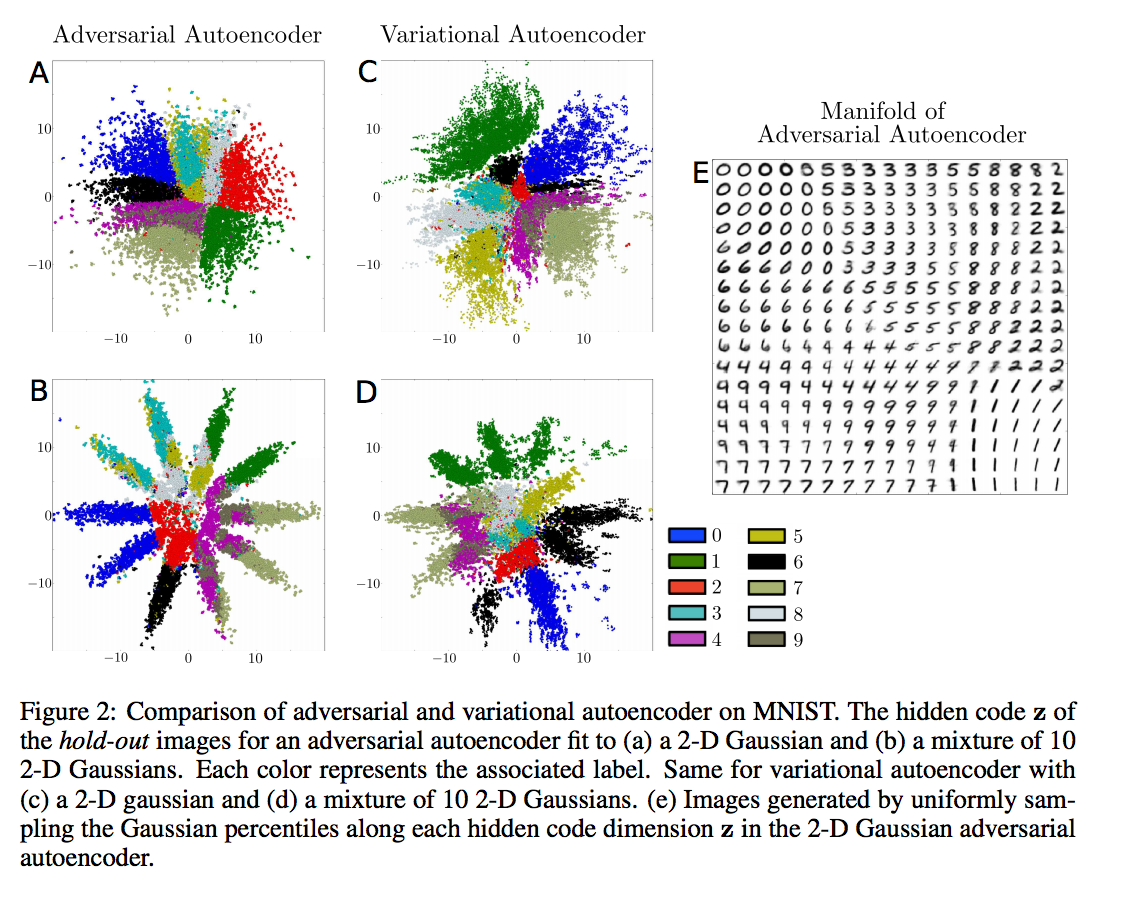 Adversarial Autoencoder
Variational Autoencoder
A
10
0
−10
−10 0 10
C
10
0
−10
−10 0 10
B
10
0
−10
−10 0 10
D
10
0
−10
−10 0 10
Manifold of
Adversarial Autoencoder
E
0 5
1 6
2 7
3 8
4 9
Figure 2: Comparison of adversarial and variational autoencoder on MNIST. The hidden code z of
the hold-out images for an adversarial autoencoder fit to (a) a 2-D Gaussian and (b) a mixture of 10
2-D Gaussians. Each color represents the associated label. Same for variational autoencoder with
(c) a 2-D gaussian and (d) a mixture of 10 2-D Gaussians. (e) Images generated by uniformly sam-
pling the Gaussian percentiles along each hidden code dimension z in the 2-D Gaussian adversarial
autoencoder.